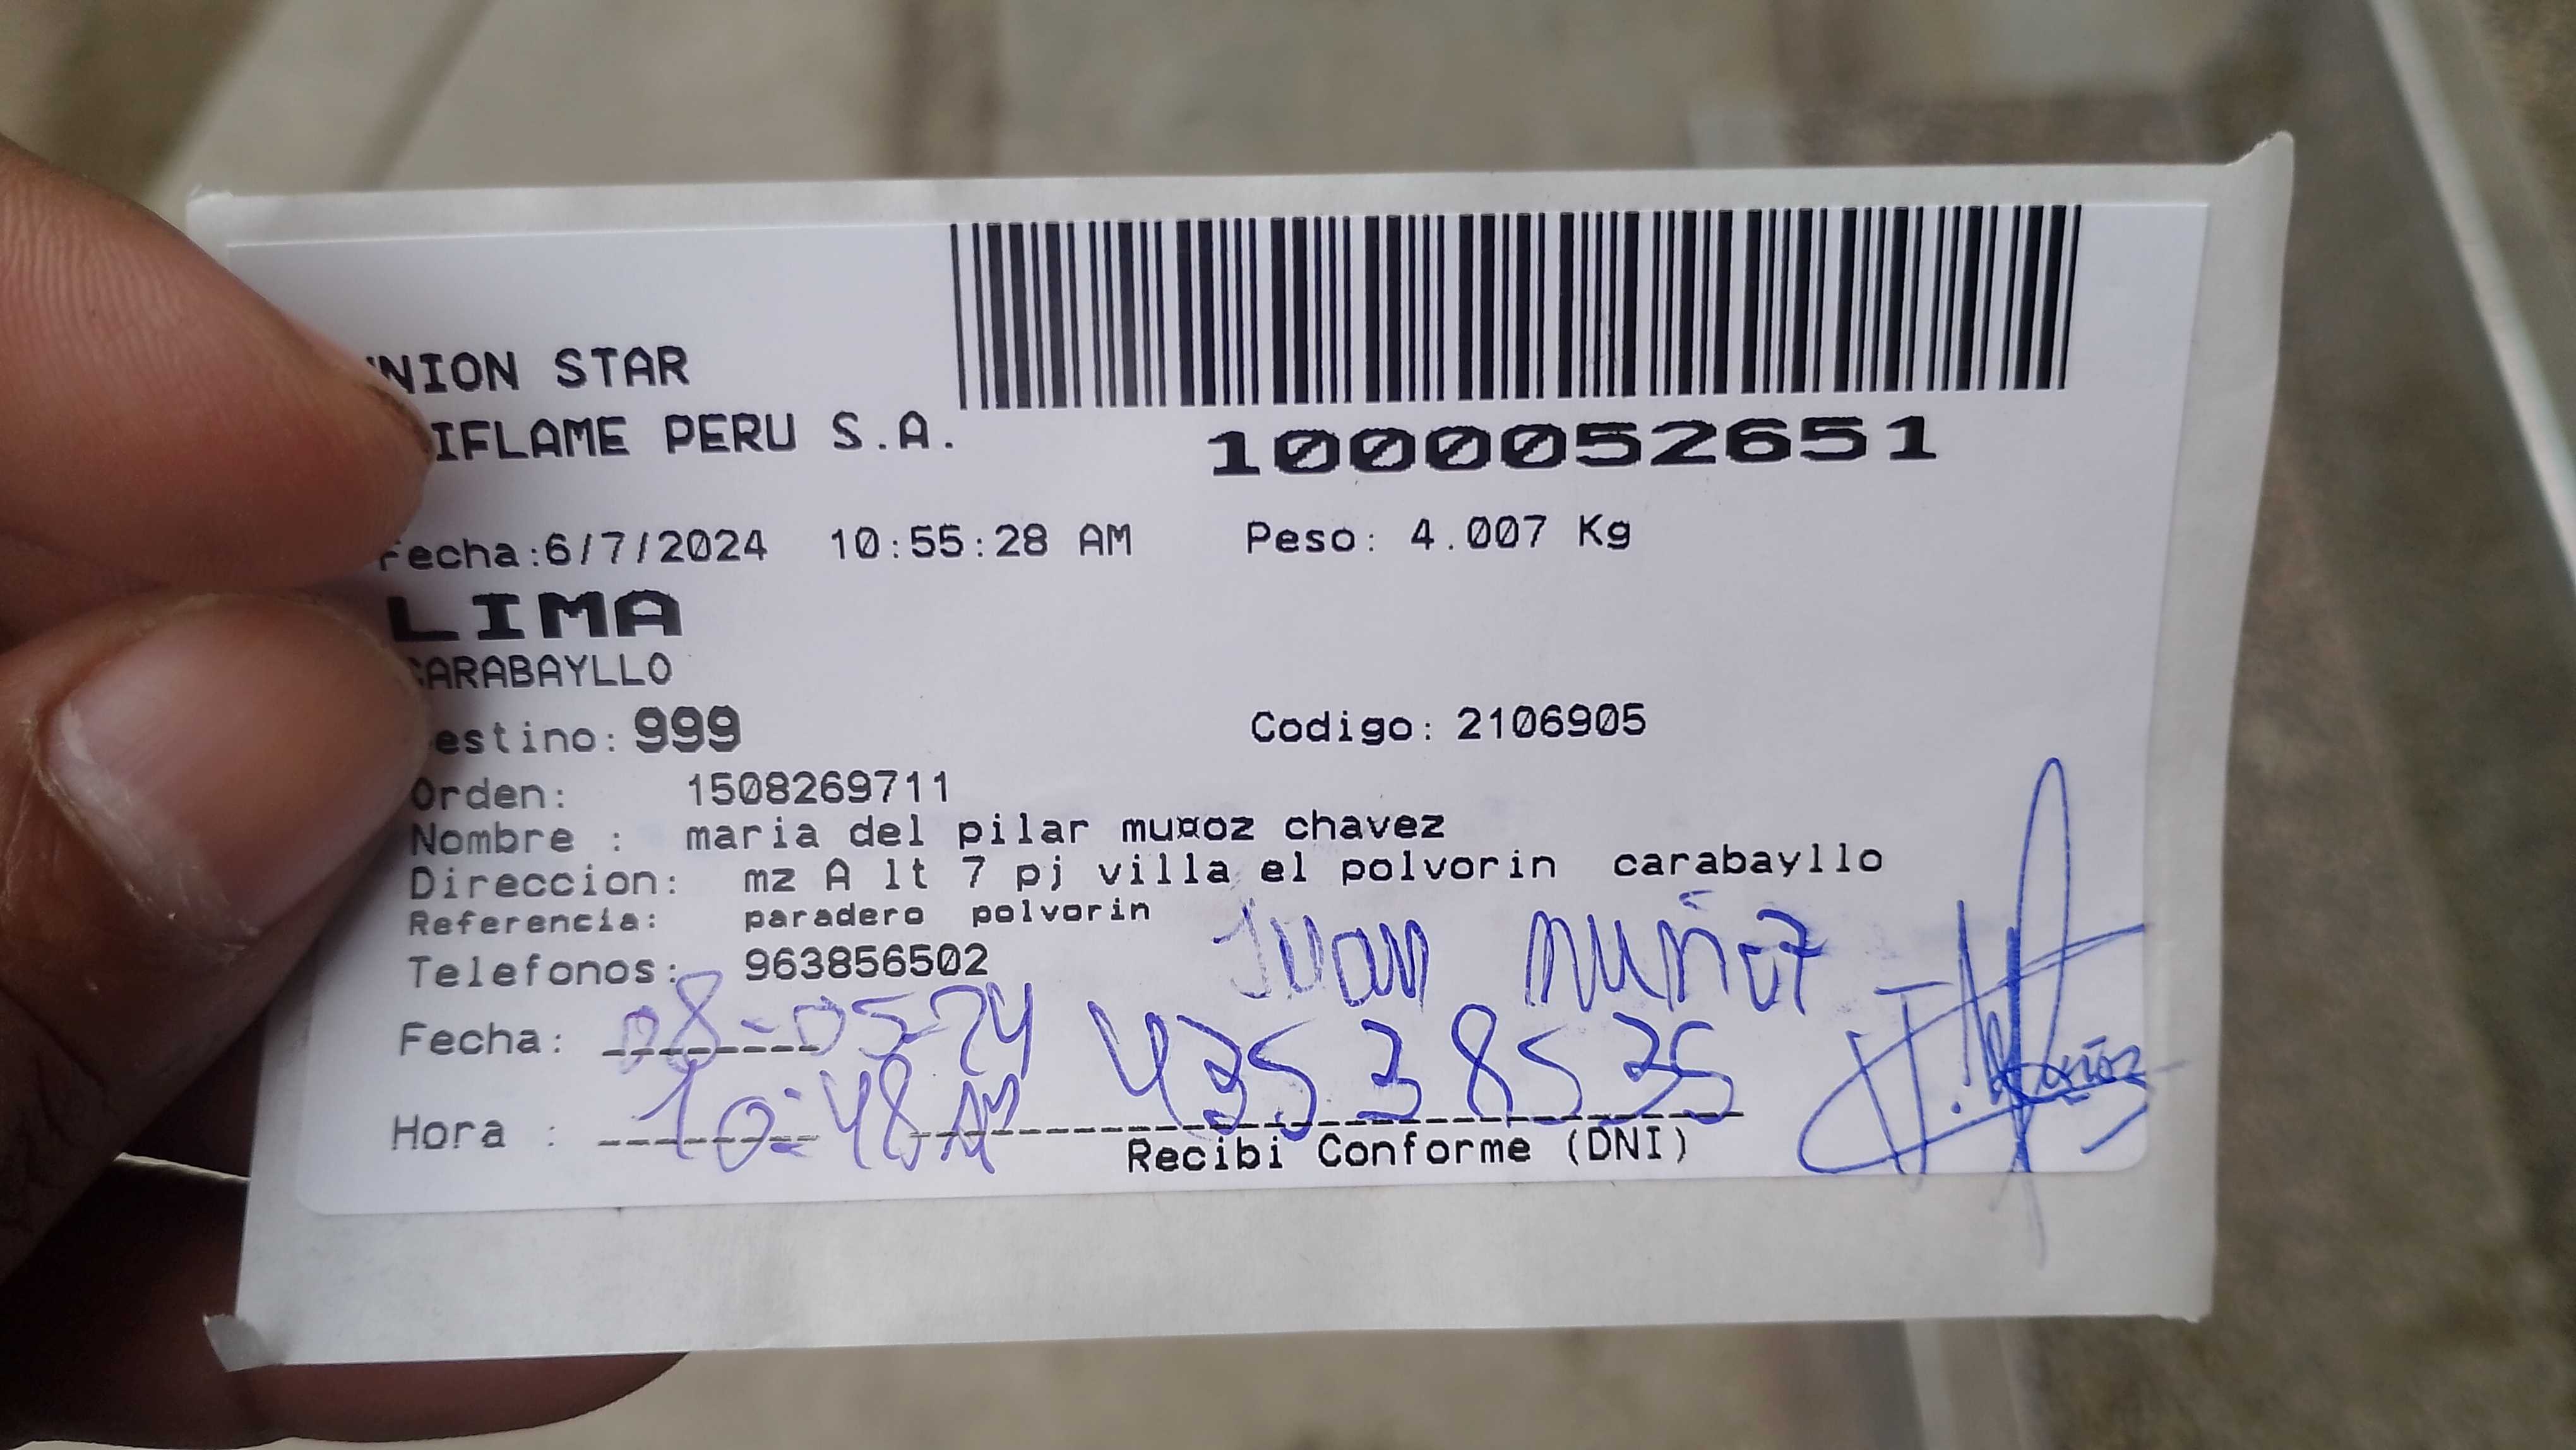 NION STAR
IFLAME PERU S.A.
1000052651
Fecha:6/7/2024 10:55:28 AM Peso: 4.007 Kg
LIMA
CARABAYLLO
estino: 999 Codigo: 2106905
Orden: 1508269711
Nombre : maria del pilar mu¤oz chavez
Direccion: mz A lt 7 pj villa el polvorin carabayllo
Referencia: paradero polvorin
Juan muñoz
Telefonos: 963856502
Fecha: 08-05-24 43538535
Hora : 10:48 AM
Recibi Conforme (DNI)